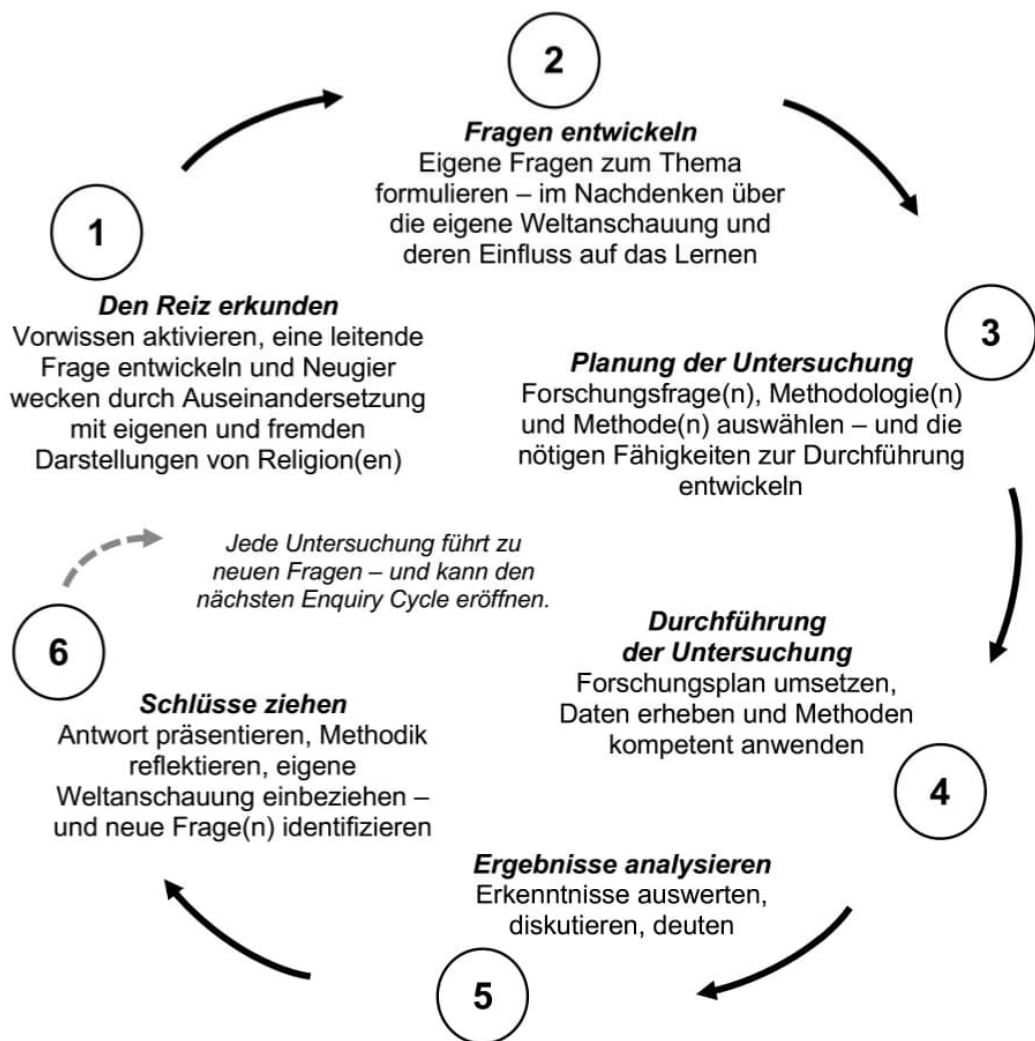 1
Den Reiz erkunden
Vorwissen aktivieren, eine leitende
Frage entwickeln und Neugier
wecken durch Auseinandersetzung
mit eigenen und fremden
Darstellungen von Religion(en)
2
Fragen entwickeln
Eigene Fragen zum Thema
formulieren – im Nachdenken über
die eigene Weltanschauung und
deren Einfluss auf das Lernen
3
Planung der Untersuchung
Forschungsfrage(n), Methodologie(n)
und Methode(n) auswählen – und die
nötigen Fähigkeiten zur Durchführung
entwickeln
Durchführung
der Untersuchung
Forschungsplan umsetzen,
Daten erheben und Methoden
kompetent anwenden
4
Ergebnisse analysieren
Erkenntnisse auswerten,
diskutieren, deuten
5
6
Schlüsse ziehen
Antwort präsentieren, Methodik
reflektieren, eigene
Weltanschauung einbeziehen –
und neue Frage(n) identifizieren
Jede Untersuchung führt zu
neuen Fragen – und kann den
nächsten Enquiry Cycle eröffnen.